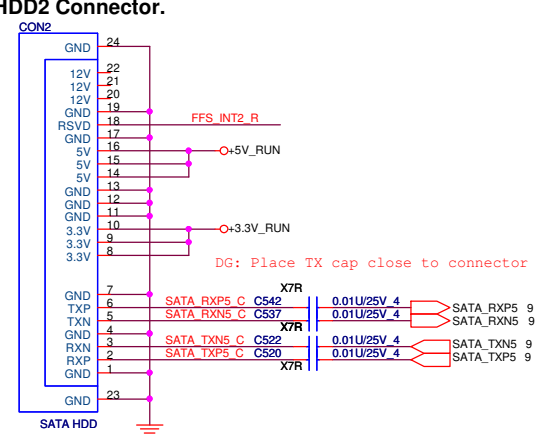 HDD2 Connector.
CON2
GND 24
12V 22
12V 21
12V 20
GND 19
RSVD 18 FFS_INT2_R
GND 17
5V 16 +5V_RUN
5V 15
5V 14
GND 13
GND 12
GND 11
3.3V 10 +3.3V_RUN
3.3V 9
3.3V 8
DG: Place TX cap close to connector
X7R
GND 7
TXP 6 SATA_RXP5_C C542 0.01U/25V_4 SATA_RXP5 9
TXN 5 SATA_RXN5_C C537 0.01U/25V_4 SATA_RXN5 9
X7R
GND 4
RXN 3 SATA_TXN5_C C522 0.01U/25V_4 SATA_TXN5 9
RXP 2 SATA_TXP5_C C520 0.01U/25V_4 SATA_TXP5 9
X7R
GND 1
GND 23
SATA HDD